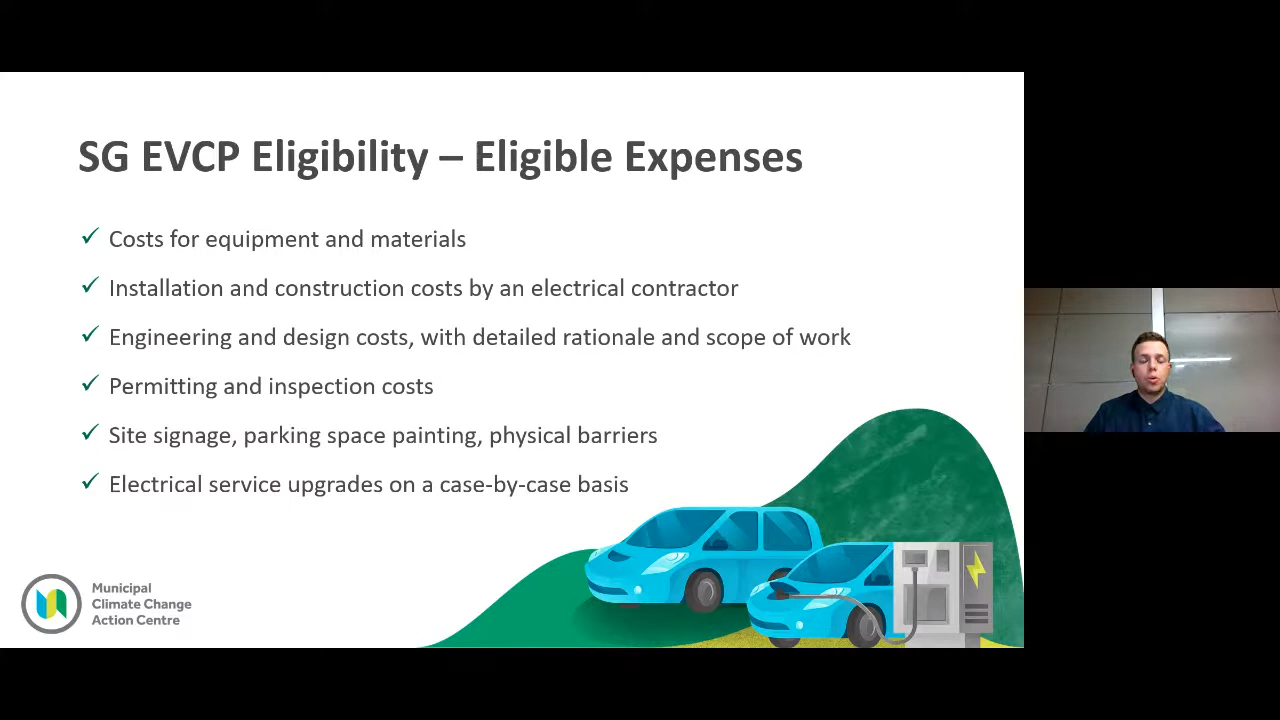 SG EVCP Eligibility – Eligible Expenses
Costs for equipment and materials
Installation and construction costs by an electrical contractor
Engineering and design costs, with detailed rationale and scope of work
Permitting and inspection costs
Site signage, parking space painting, physical barriers
Electrical service upgrades on a case-by-case basis
Municipal
Climate Change
Action Centre